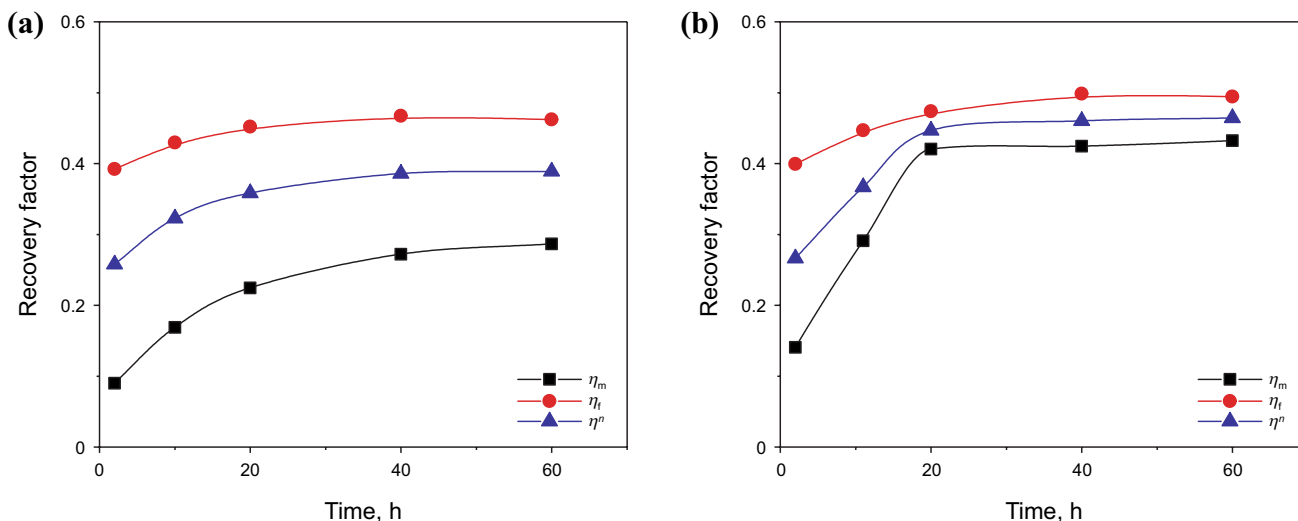 (a)
0.6
0.4
0.2
0
Recovery factor
0
20
40
60
Time, h
ηm
ηf
ηⁿ
(b)
0.6
0.4
0.2
0
Recovery factor
0
20
40
60
Time, h
ηm
ηf
ηⁿ